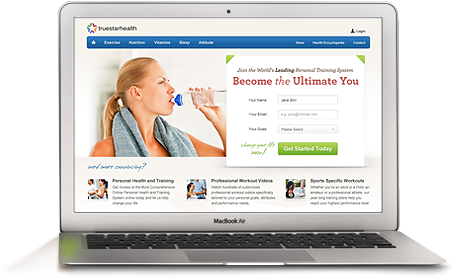 truestarhealth
Login
Exercise Nutrition Vitamins Sleep Attitude
Store Health Encyclopedia Contact
Join the World's Leading Personal Training System
Become the Ultimate You
Your Name
Your Email
Your Goals
Please Select
change your life now!
Get Started Today
need more convincing?
Personal Health and Training
Get Access to the Most Comprehensive
Online Personal Health and Training
System online today and let us help
change your life.
Professional Workout Videos
Watch hundreds of customized
professional workout videos specifically
tailored to your personal goals, attributes
and performance needs.
Sports Specific Workouts
Whether you're an adult or a child, an
amateur or a professional athlete, our
year long training plans help you
reach your highest performance level
MacBook Air